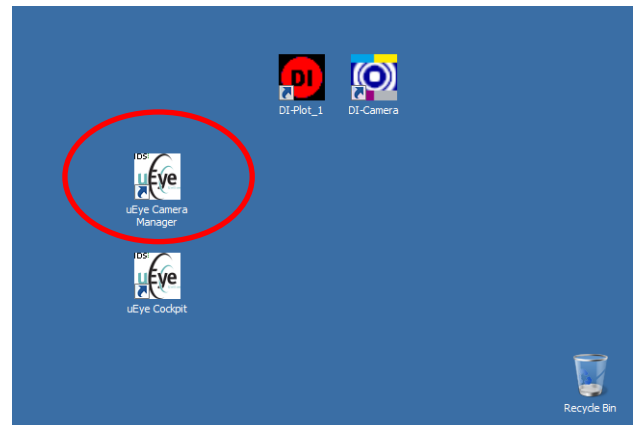 DI
DI-Plot_1
DI-Camera
IDS
uEye
uEye Camera
Manager
IDS
uEye
uEye Cockpit
Recycle Bin